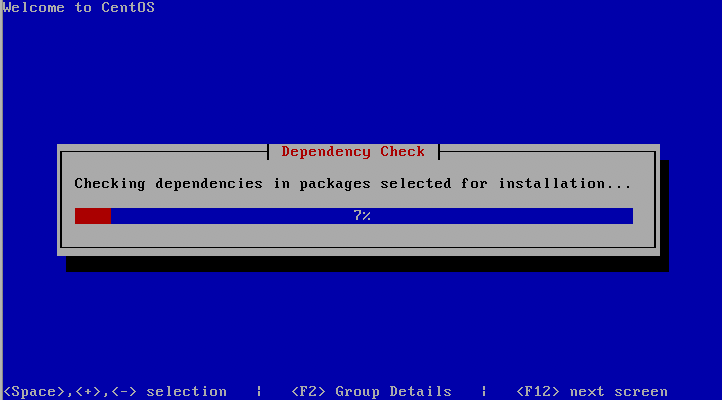 Welcome to CentOS
Dependency Check
Checking dependencies in packages selected for installation...
7%
<Space>,<+>,<-> selection | <F2> Group Details | <F12> next screen